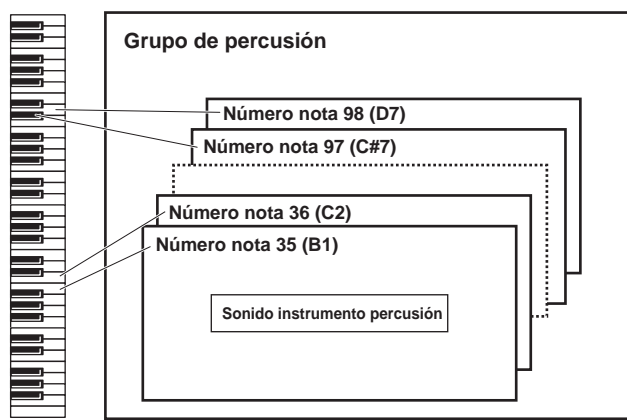 Grupo de percusión
Número nota 98 (D7)
Número nota 97 (C#7)
Número nota 36 (C2)
Número nota 35 (B1)
Sonido instrumento percusión